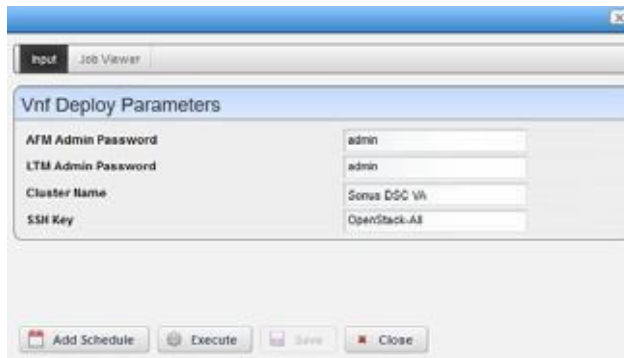 Input Job Viewer
Vnf Deploy Parameters
AFM Admin Password admin
LTM Admin Password admin
Cluster Name Sonus DSC VA
SSH Key OpenStack-All
Add Schedule Execute Save Close